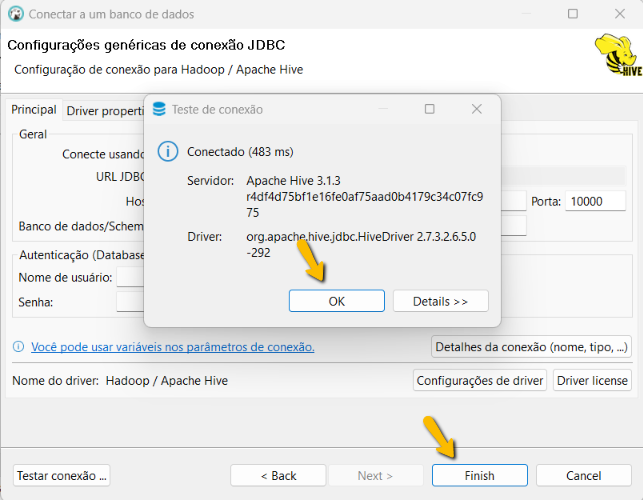 Conectar a um banco de dados
Configurações genéricas de conexão JDBC
Configuração de conexão para Hadoop / Apache Hive
HIVE
Principal
Driver properti
Geral
Conecte usando
URL JDBC
Hos
Porta: 10000
Banco de dados/Schem
Autenticação (Database
Nome de usuário:
Senha:
Teste de conexão
Conectado (483 ms)
Servidor: Apache Hive 3.1.3
r4df4d75bf1e16fe0af75aad0b4179c34c07fc9
75
Driver: org.apache.hive.jdbc.HiveDriver 2.7.3.2.6.5.0
-292
OK
Details >>
Você pode usar variáveis nos parâmetros de conexão.
Detalhes da conexão (nome, tipo, ...)
Nome do driver: Hadoop / Apache Hive
Configurações de driver
Driver license
Testar conexão ...
< Back
Next >
Finish
Cancel